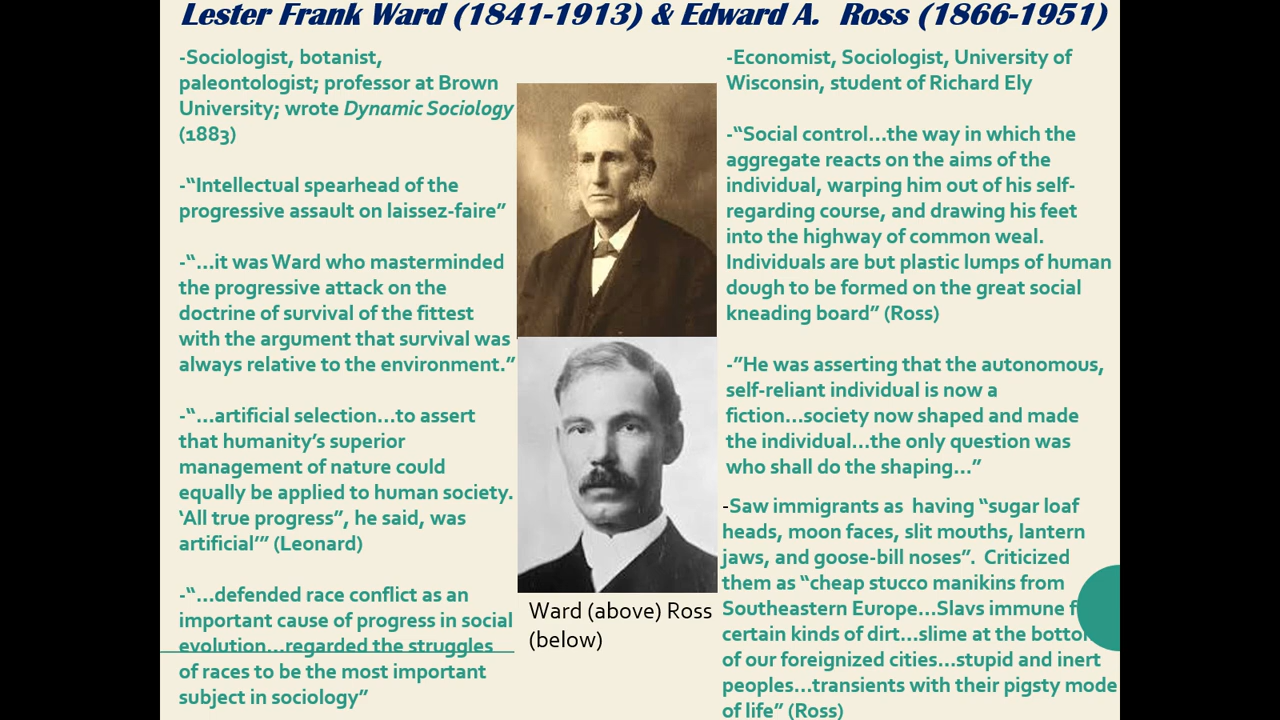 Lester Frank Ward (1841-1913) & Edward A. Ross (1866-1951)
-Sociologist, botanist,
paleontologist; professor at Brown
University; wrote Dynamic Sociology
(1883)
-“Intellectual spearhead of the
progressive assault on laissez-faire”
-“…it was Ward who masterminded
the progressive attack on the
doctrine of survival of the fittest
with the argument that survival was
always relative to the environment.”
-“…artificial selection…to assert
that humanity’s superior
management of nature could
equally be applied to human society.
‘All true progress”, he said, was
artificial’” (Leonard)
-“…defended race conflict as an
important cause of progress in social
evolution…regarded the struggles
of races to be the most important
subject in sociology”
Ward (above) Ross
(below)
-Economist, Sociologist, University of
Wisconsin, student of Richard Ely
-“Social control…the way in which the
aggregate reacts on the aims of the
individual, warping him out of his self-
regarding course, and drawing his feet
into the highway of common weal.
Individuals are but plastic lumps of human
dough to be formed on the great social
kneading board” (Ross)
-”He was asserting that the autonomous,
self-reliant individual is now a
fiction…society now shaped and made
the individual…the only question was
who shall do the shaping…”
-Saw immigrants as having “sugar loaf
heads, moon faces, slit mouths, lantern
jaws, and goose-bill noses”. Criticized
them as “cheap stucco manikins from
Southeastern Europe…Slavs immune
certain kinds of dirt…slime at the
of our foreignized cities…stupid and inert
peoples…transients with their pigsty mode
of life” (Ross)